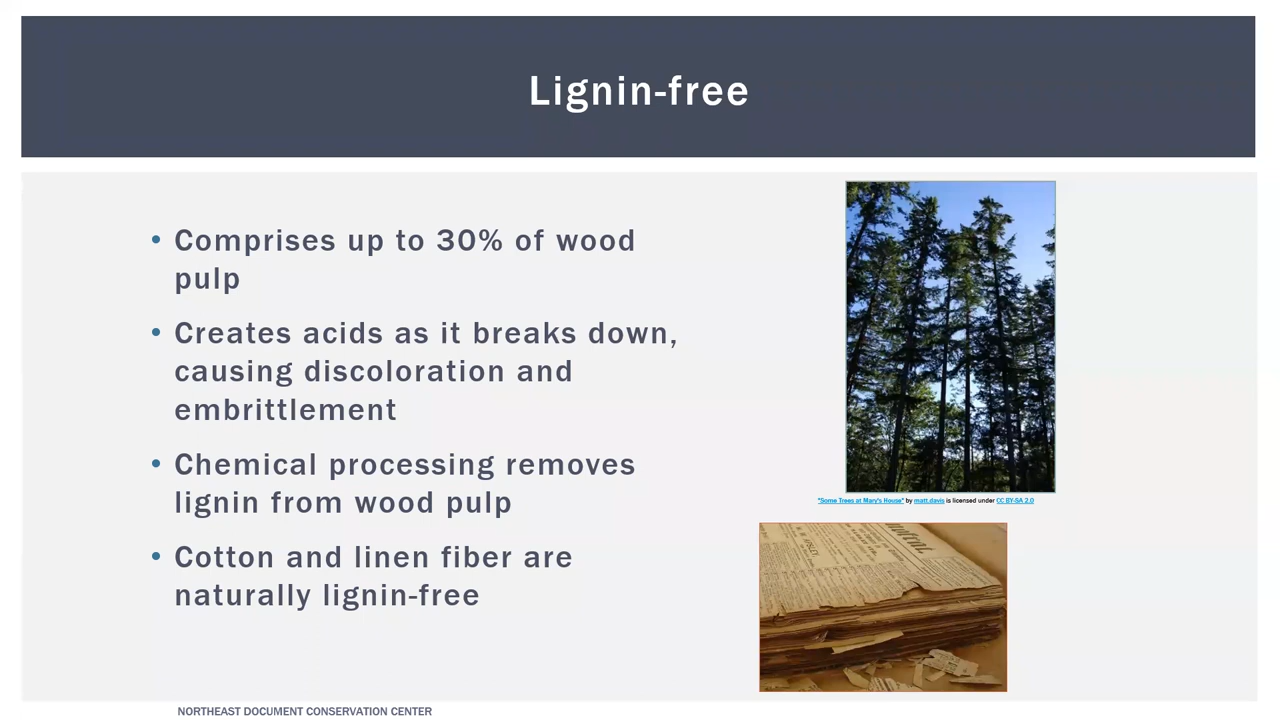 Lignin-free
• Comprises up to 30% of wood
pulp
• Creates acids as it breaks down,
causing discoloration and
embrittlement
• Chemical processing removes
lignin from wood pulp
• Cotton and linen fiber are
naturally lignin-free
"Some Trees at Mary's House" by matt.davis is licensed under CC BY-SA 2.0
NORTHEAST DOCUMENT CONSERVATION CENTER